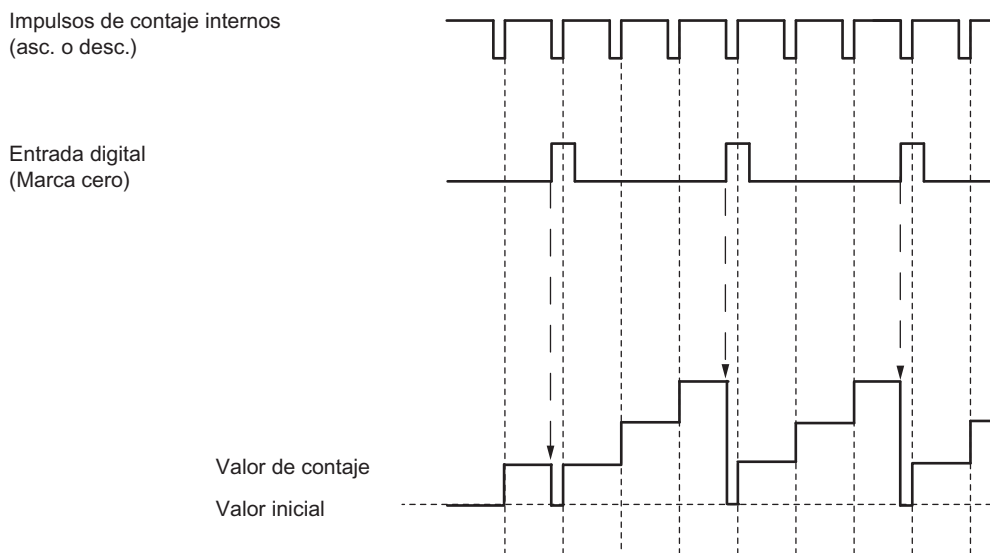 Impulsos de contaje internos
(asc. o desc.)
Entrada digital
(Marca cero)
Valor de contaje
Valor inicial